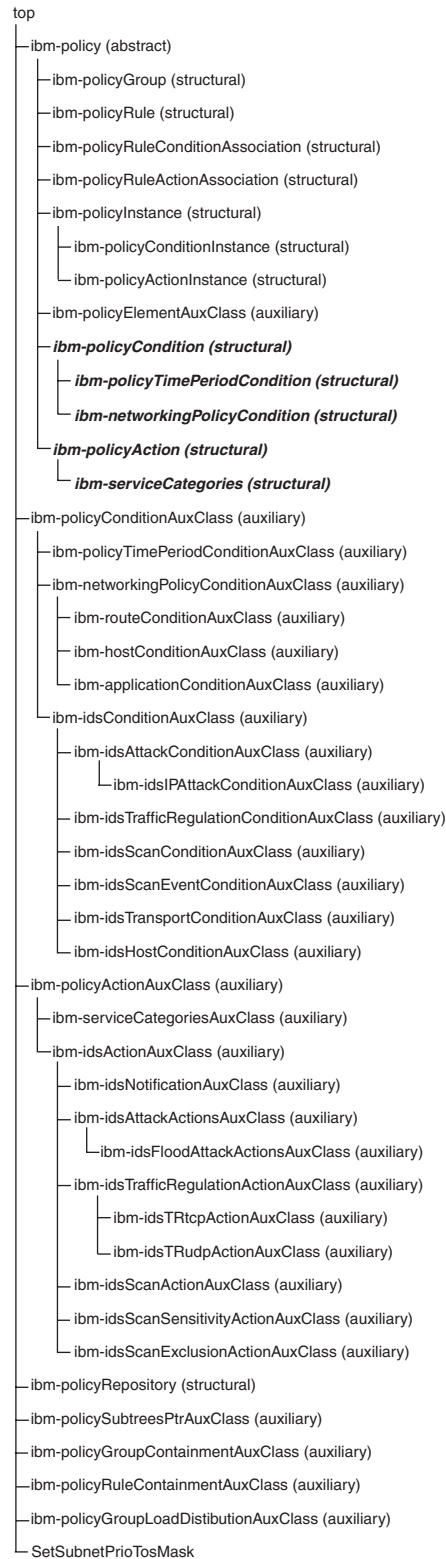 top
ibm-policy (abstract)
ibm-policyGroup (structural)
ibm-policyRule (structural)
ibm-policyRuleConditionAssociation (structural)
ibm-policyRuleActionAssociation (structural)
ibm-policyInstance (structural)
ibm-policyConditionInstance (structural)
ibm-policyActionInstance (structural)
ibm-policyElementAuxClass (auxiliary)
ibm-policyCondition (structural)
ibm-policyTimePeriodCondition (structural)
ibm-networkingPolicyCondition (structural)
ibm-policyAction (structural)
ibm-serviceCategories (structural)
ibm-policyConditionAuxClass (auxiliary)
ibm-policyTimePeriodConditionAuxClass (auxiliary)
ibm-networkingPolicyConditionAuxClass (auxiliary)
ibm-routeConditionAuxClass (auxiliary)
ibm-hostConditionAuxClass (auxiliary)
ibm-applicationConditionAuxClass (auxiliary)
ibm-idsConditionAuxClass (auxiliary)
ibm-idsAttackConditionAuxClass (auxiliary)
ibm-idsIPAttackConditionAuxClass (auxiliary)
ibm-idsTrafficRegulationConditionAuxClass (auxiliary)
ibm-idsScanConditionAuxClass (auxiliary)
ibm-idsScanEventConditionAuxClass (auxiliary)
ibm-idsTransportConditionAuxClass (auxiliary)
ibm-idsHostConditionAuxClass (auxiliary)
ibm-policyActionAuxClass (auxiliary)
ibm-serviceCategoriesAuxClass (auxiliary)
ibm-idsActionAuxClass (auxiliary)
ibm-idsNotificationAuxClass (auxiliary)
ibm-idsAttackActionsAuxClass (auxiliary)
ibm-idsFloodAttackActionsAuxClass (auxiliary)
ibm-idsTrafficRegulationActionAuxClass (auxiliary)
ibm-idsTRtcpActionAuxClass (auxiliary)
ibm-idsTRudpActionAuxClass (auxiliary)
ibm-idsScanActionAuxClass (auxiliary)
ibm-idsScanSensitivityActionAuxClass (auxiliary)
ibm-idsScanExclusionActionAuxClass (auxiliary)
ibm-policyRepository (structural)
ibm-policySubtreesPtrAuxClass (auxiliary)
ibm-policyGroupContainmentAuxClass (auxiliary)
ibm-policyRuleContainmentAuxClass (auxiliary)
ibm-policyGroupLoadDistibutionAuxClass (auxiliary)
SetSubnetPrioTosMask